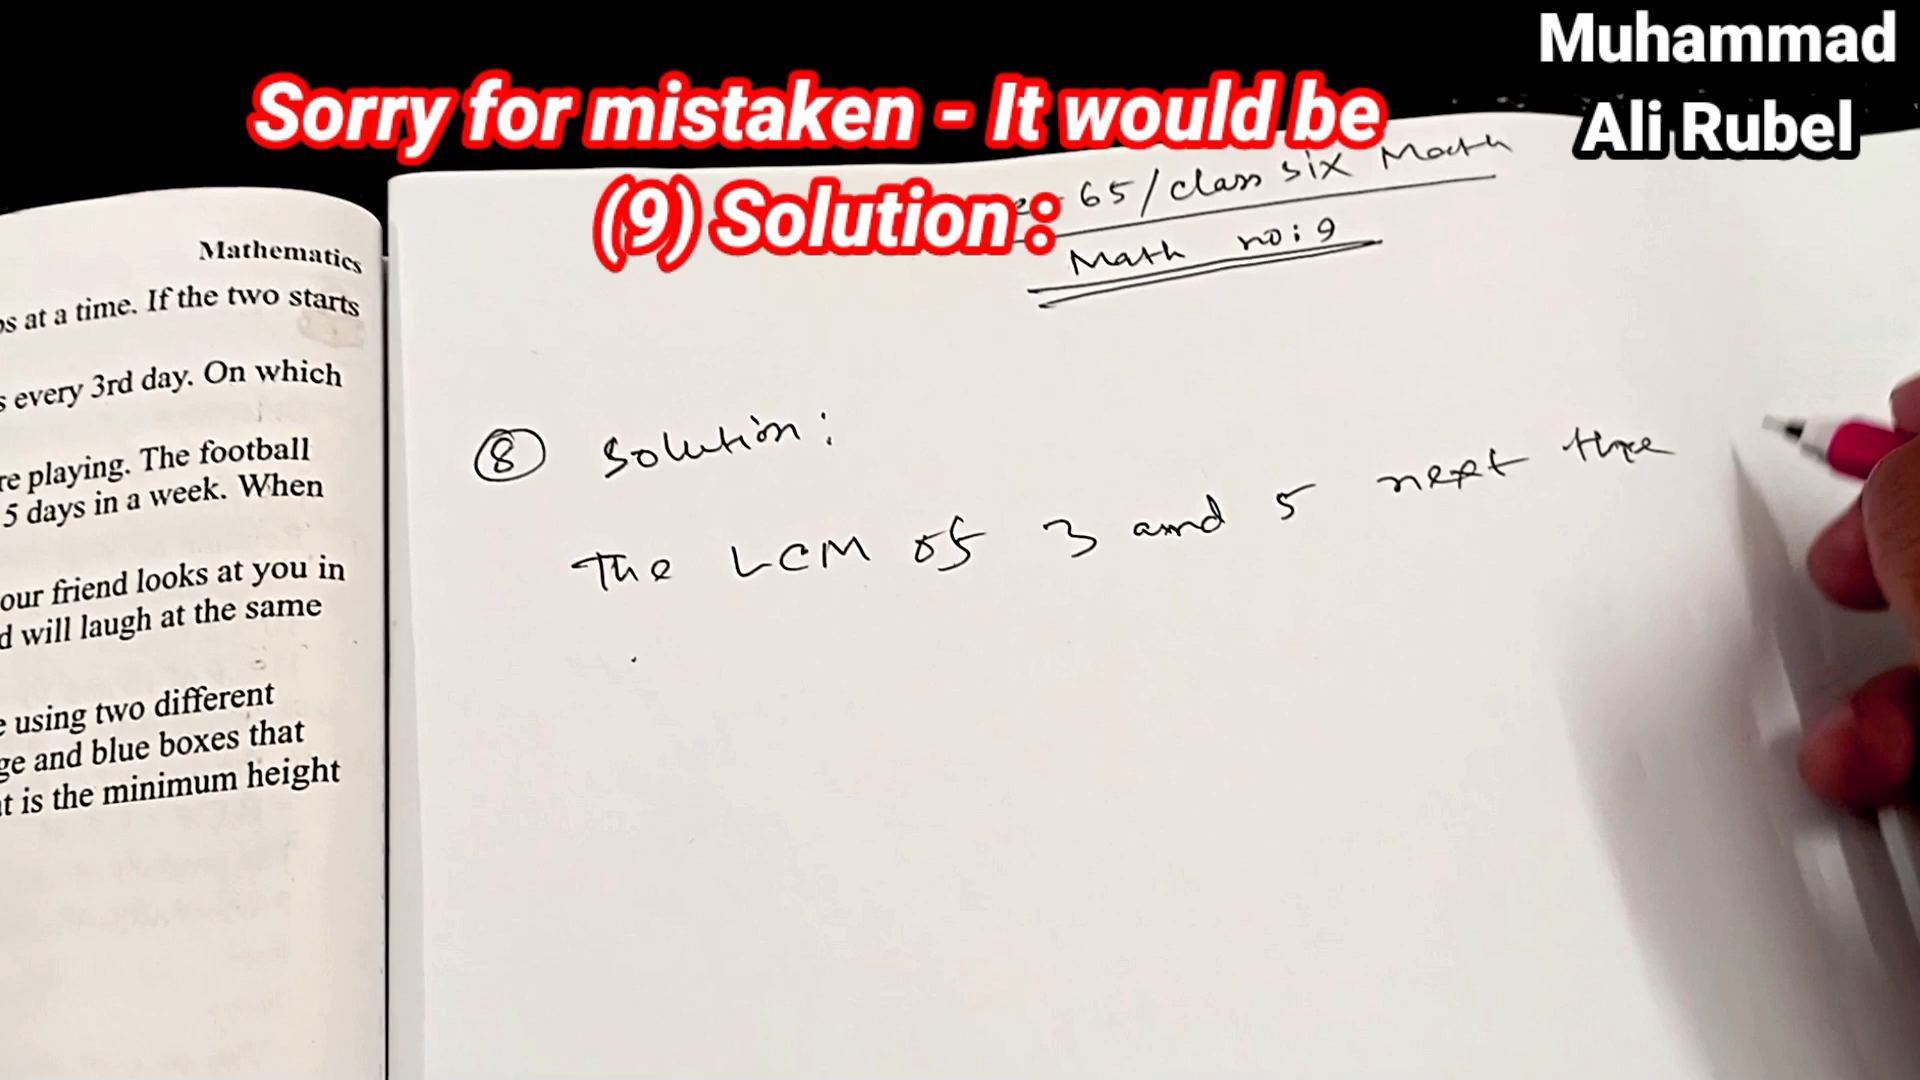 Muhammad
Ali Rubel
Sorry for mistaken - It would be
(9) Solution :
65/class six Math
Math no: 9
Mathematics
at a time. If the two starts
every 3rd day. On which
playing. The football
5 days in a week. When
our friend looks at you in
will laugh at the same
using two different
and blue boxes that
is the minimum height
8 Solution:
The LCM of 3 and 5 next